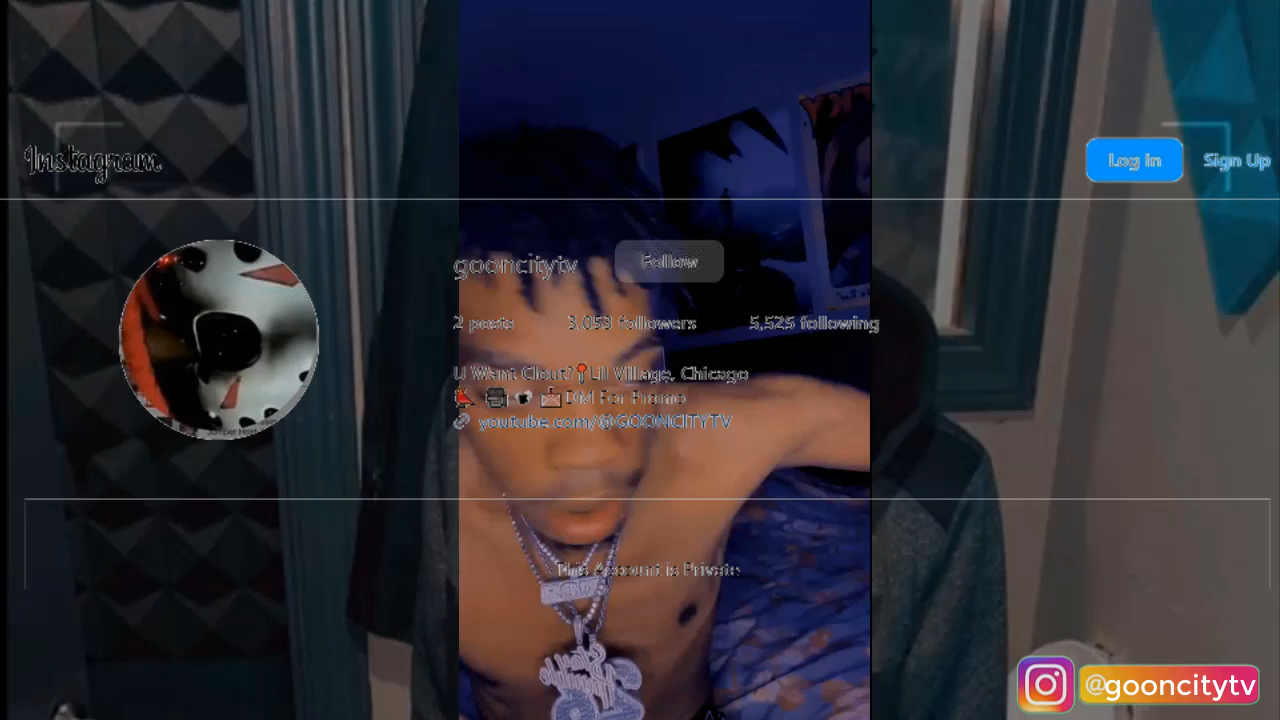 Instagram
Log In
Sign Up
gooncitytv
Follow
2 posts
3,053 followers
5,525 following
U Want Clout?📍Lil Village, Chicago
DM For Promo
youtube.com/@GOONCITYTV
This Account is Private
@gooncitytv